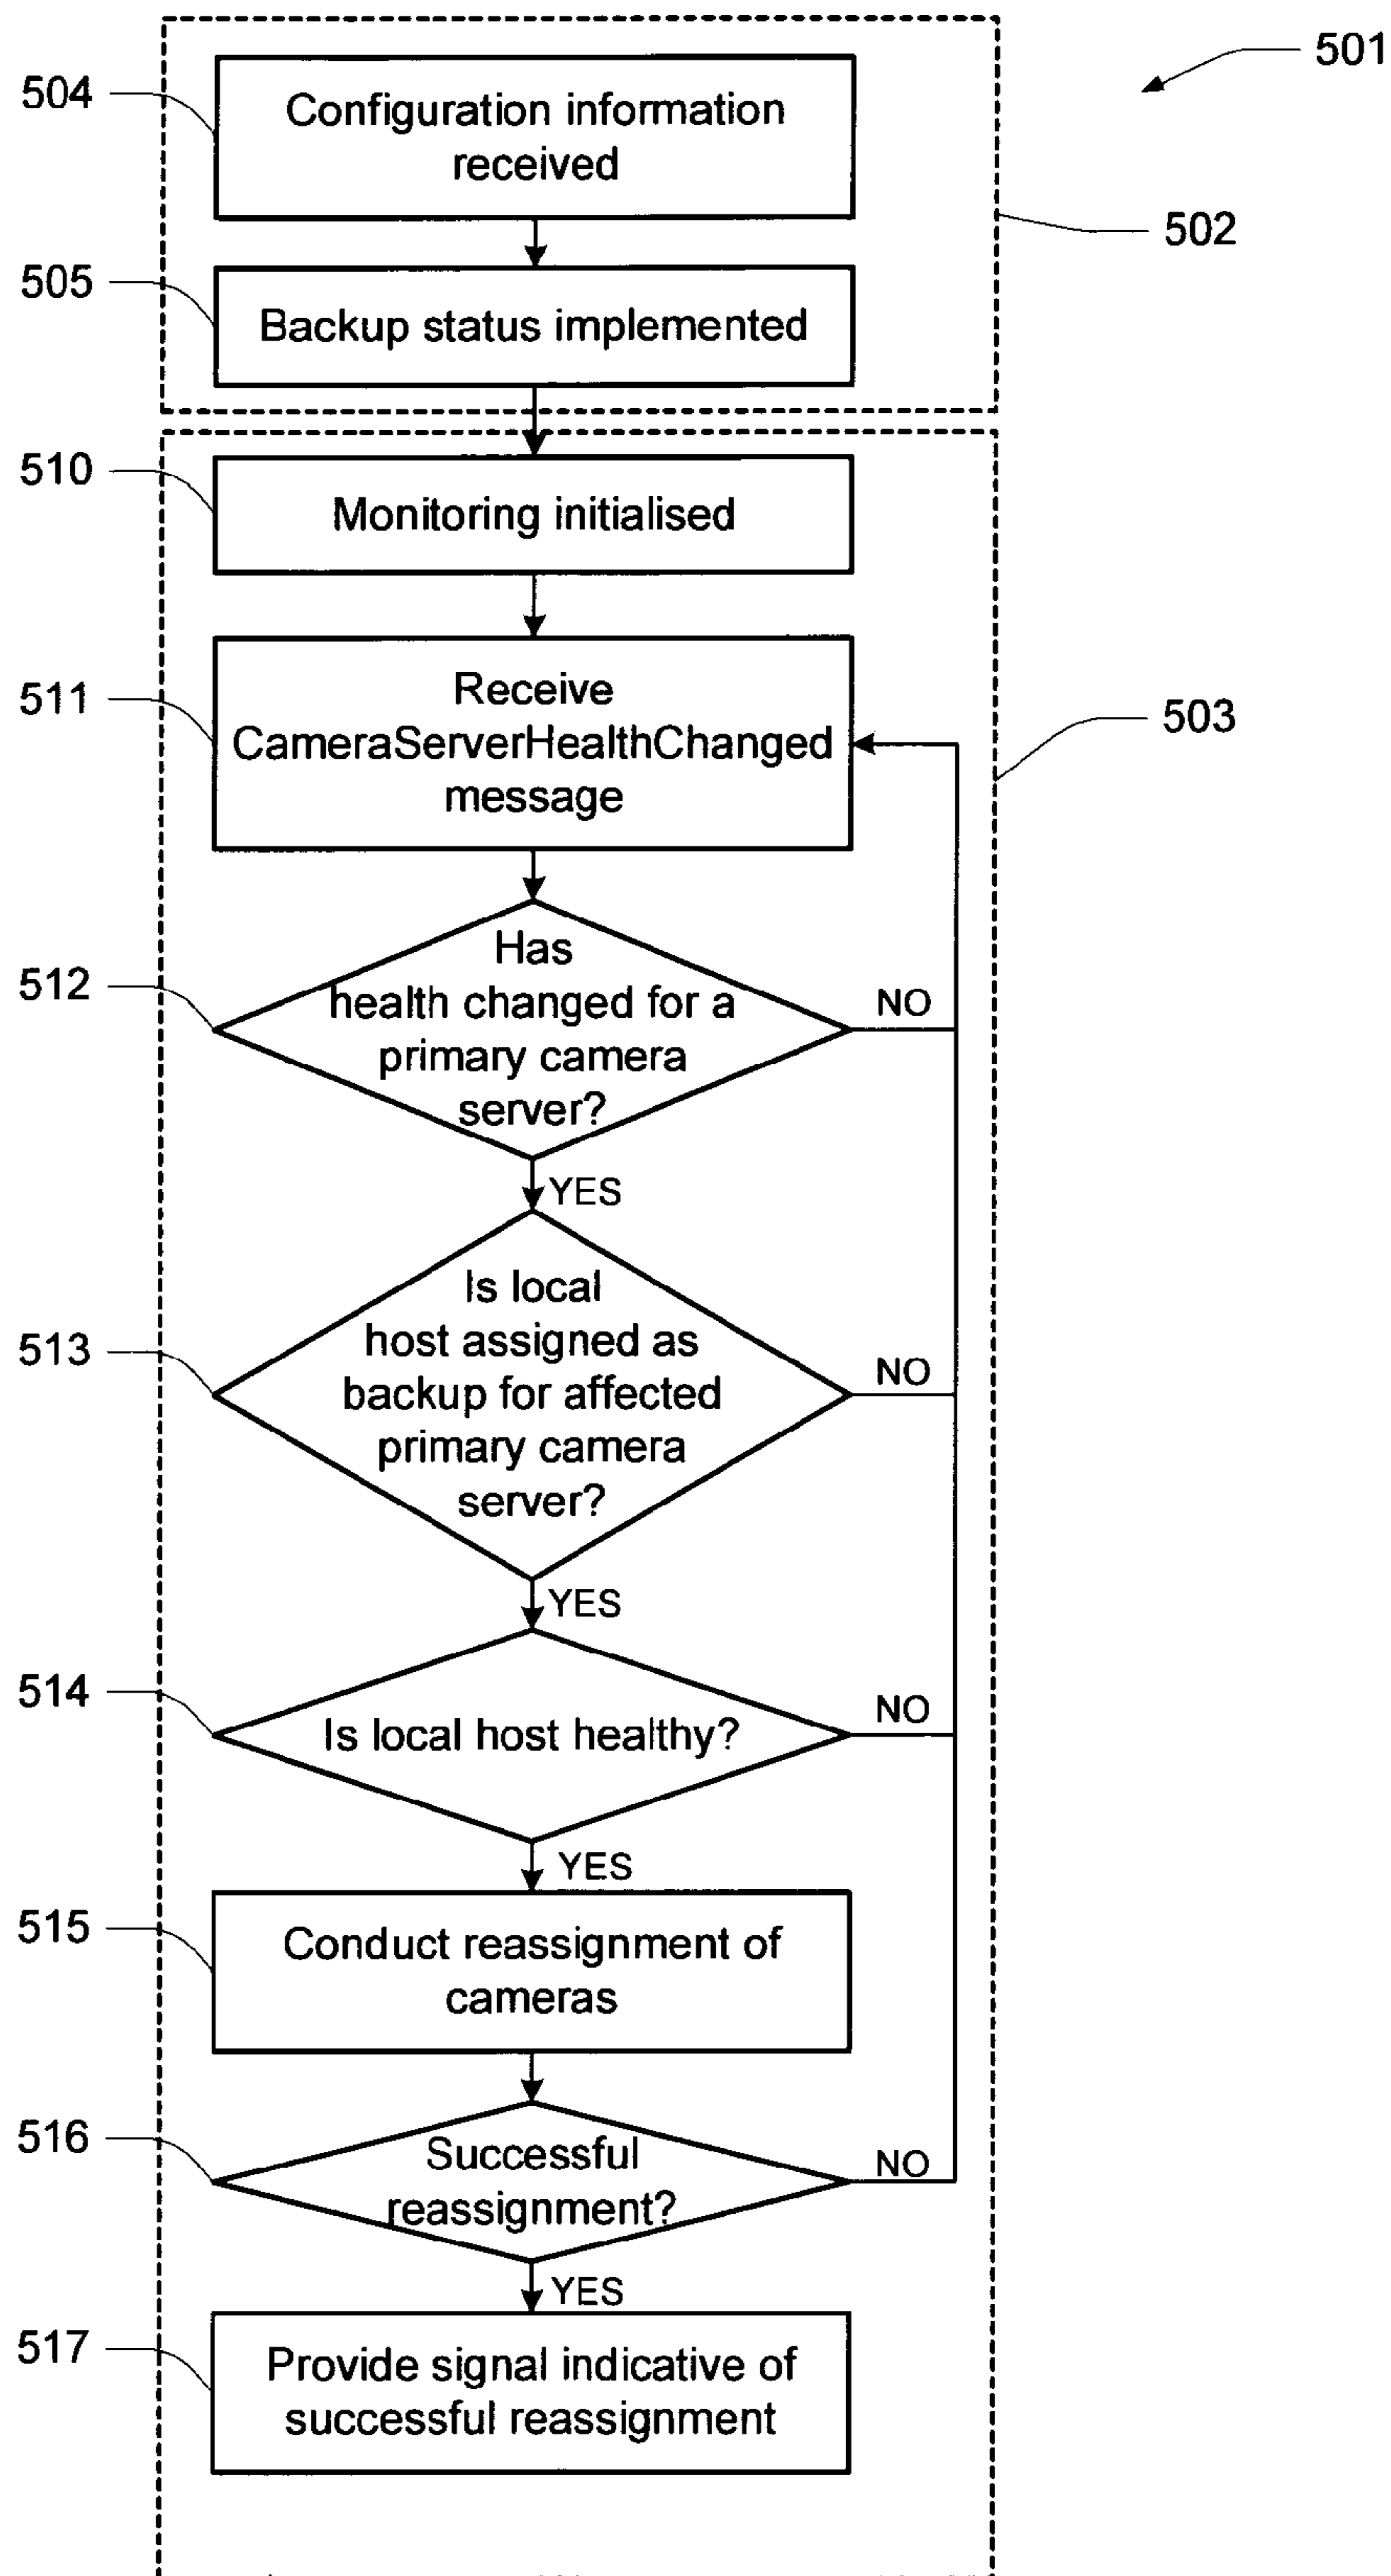 501
504
Configuration information
received
502
505
Backup status implemented
510
Monitoring initialised
511
Receive
CameraServerHealthChanged
message
503
512
Has
health changed for a
primary camera
server?
NO
YES
513
Is local
host assigned as
backup for affected
primary camera
server?
NO
YES
514
Is local host healthy?
NO
YES
515
Conduct reassignment of
cameras
516
Successful
reassignment?
NO
YES
517
Provide signal indicative of
successful reassignment